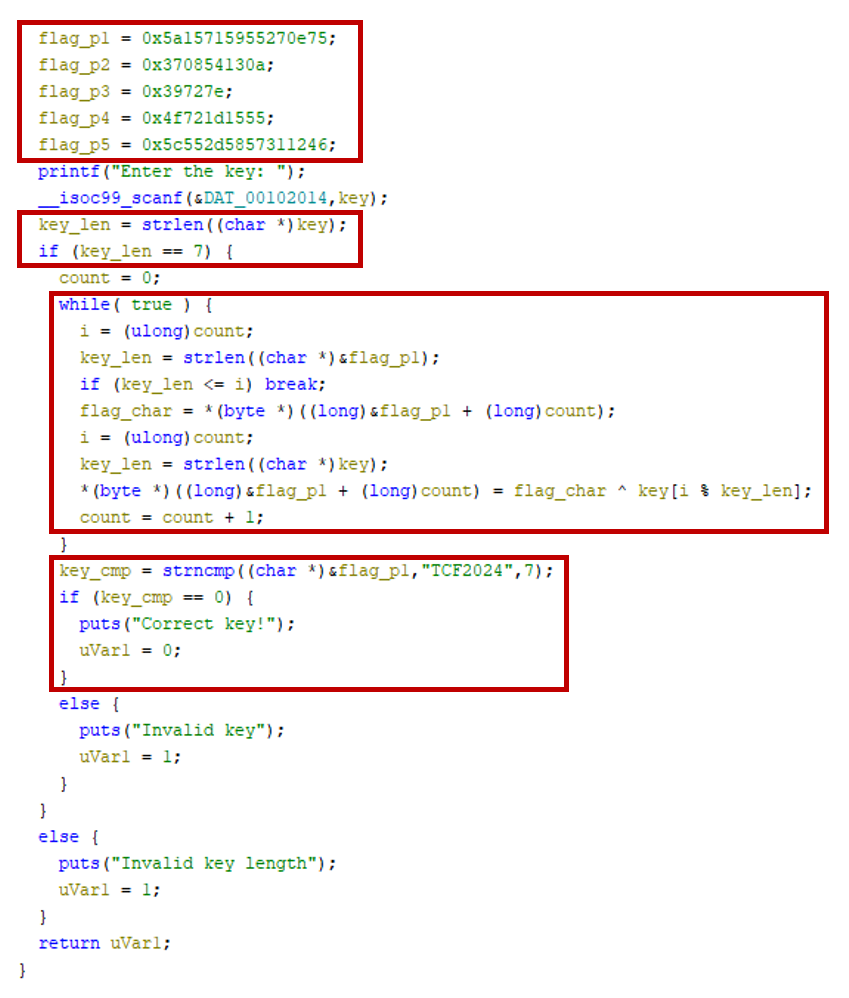 flag_p1 = 0x5a15715955270e75;
flag_p2 = 0x370854130a;
flag_p3 = 0x39727e;
flag_p4 = 0x4f721d1555;
flag_p5 = 0x5c552d5857311246;
printf("Enter the key: ");
__isoc99_scanf(&DAT_00102014,key);
key_len = strlen((char *)key);
if (key_len == 7) {
count = 0;
while( true ) {
i = (ulong)count;
key_len = strlen((char *)&flag_p1);
if (key_len <= i) break;
flag_char = *(byte *)((long)&flag_p1 + (long)count);
i = (ulong)count;
key_len = strlen((char *)key);
*(byte *)((long)&flag_p1 + (long)count) = flag_char ^ key[i % key_len];
count = count + 1;
}
key_cmp = strncmp((char *)&flag_p1,"TCF2024",7);
if (key_cmp == 0) {
puts("Correct key!");
uVar1 = 0;
}
else {
puts("Invalid key");
uVar1 = 1;
}
}
else {
puts("Invalid key length");
uVar1 = 1;
}
return uVar1;
}